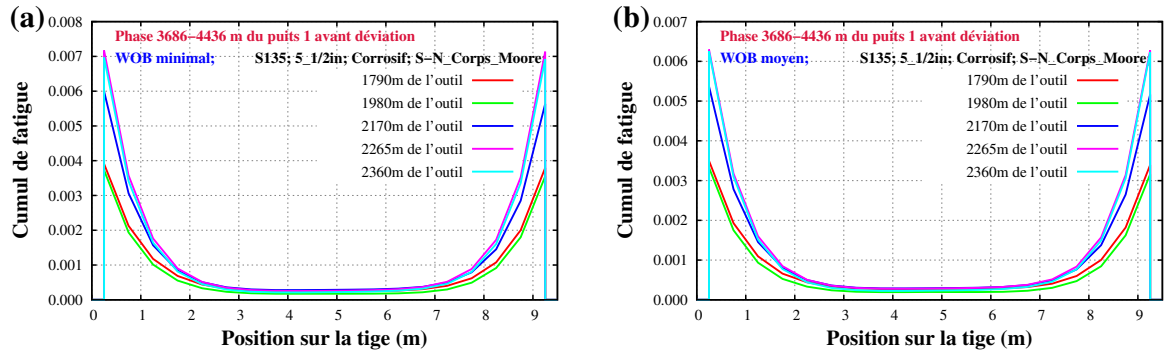 (a)
Phase 3686−4436 m du puits 1 avant déviation
WOB minimal; S135; 5_1/2in; Corrosif; S−N_Corps_Moore
1790m de l’outil
1980m de l’outil
2170m de l’outil
2265m de l’outil
2360m de l’outil
0.008
0.007
0.006
0.005
0.004
0.003
0.002
0.001
0.000
Cumul de fatigue
0 1 2 3 4 5 6 7 8 9
Position sur la tige (m)
(b)
Phase 3686−4436 m du puits 1 avant déviation
WOB moyen; S135; 5_1/2in; Corrosif; S−N_Corps_Moore
1790m de l’outil
1980m de l’outil
2170m de l’outil
2265m de l’outil
2360m de l’outil
0.007
0.006
0.005
0.004
0.003
0.002
0.001
0.000
Cumul de fatigue
0 1 2 3 4 5 6 7 8 9
Position sur la tige (m)